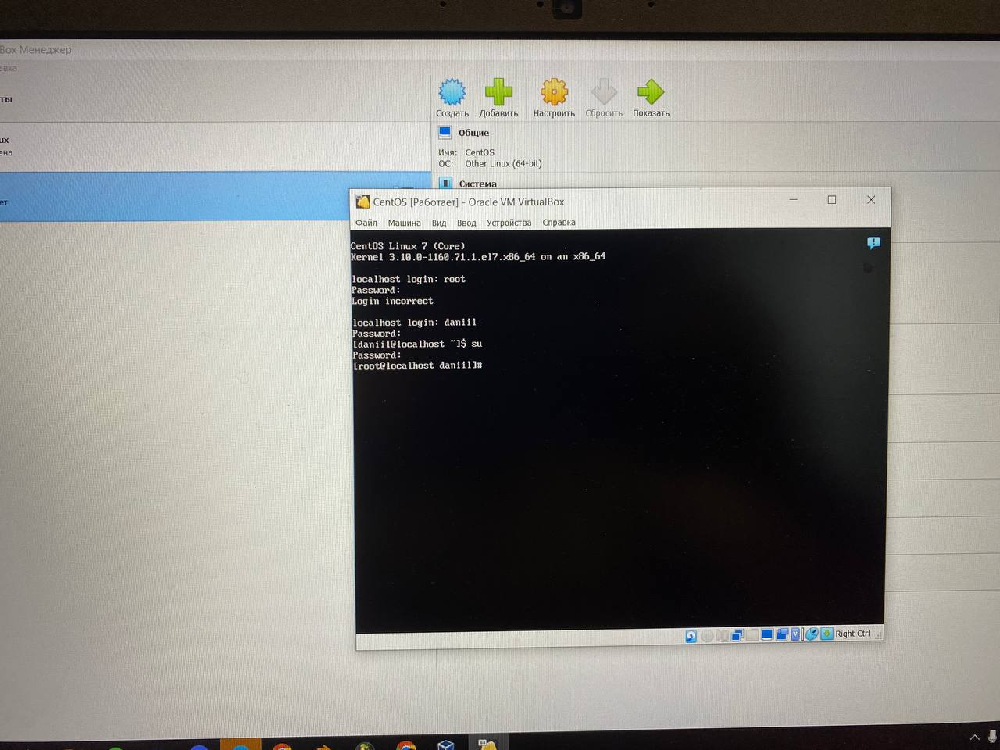 Box Менеджер
авка
ты
Создать Добавить Настроить Сбросить Показать
Общие
Имя: CentOS
ОС: Other Linux (64-bit)
Система
ux
ена
ет
CentOS [Работает] - Oracle VM VirtualBox
Файл Машина Вид Ввод Устройства Справка
CentOS Linux 7 (Core)
Kernel 3.10.0-1160.71.1.el7.x86_64 on an x86_64
localhost login: root
Password:
Login incorrect
localhost login: daniil
Password:
[daniil@localhost ~]$ su
Password:
[root@localhost daniil]#
Right Ctrl